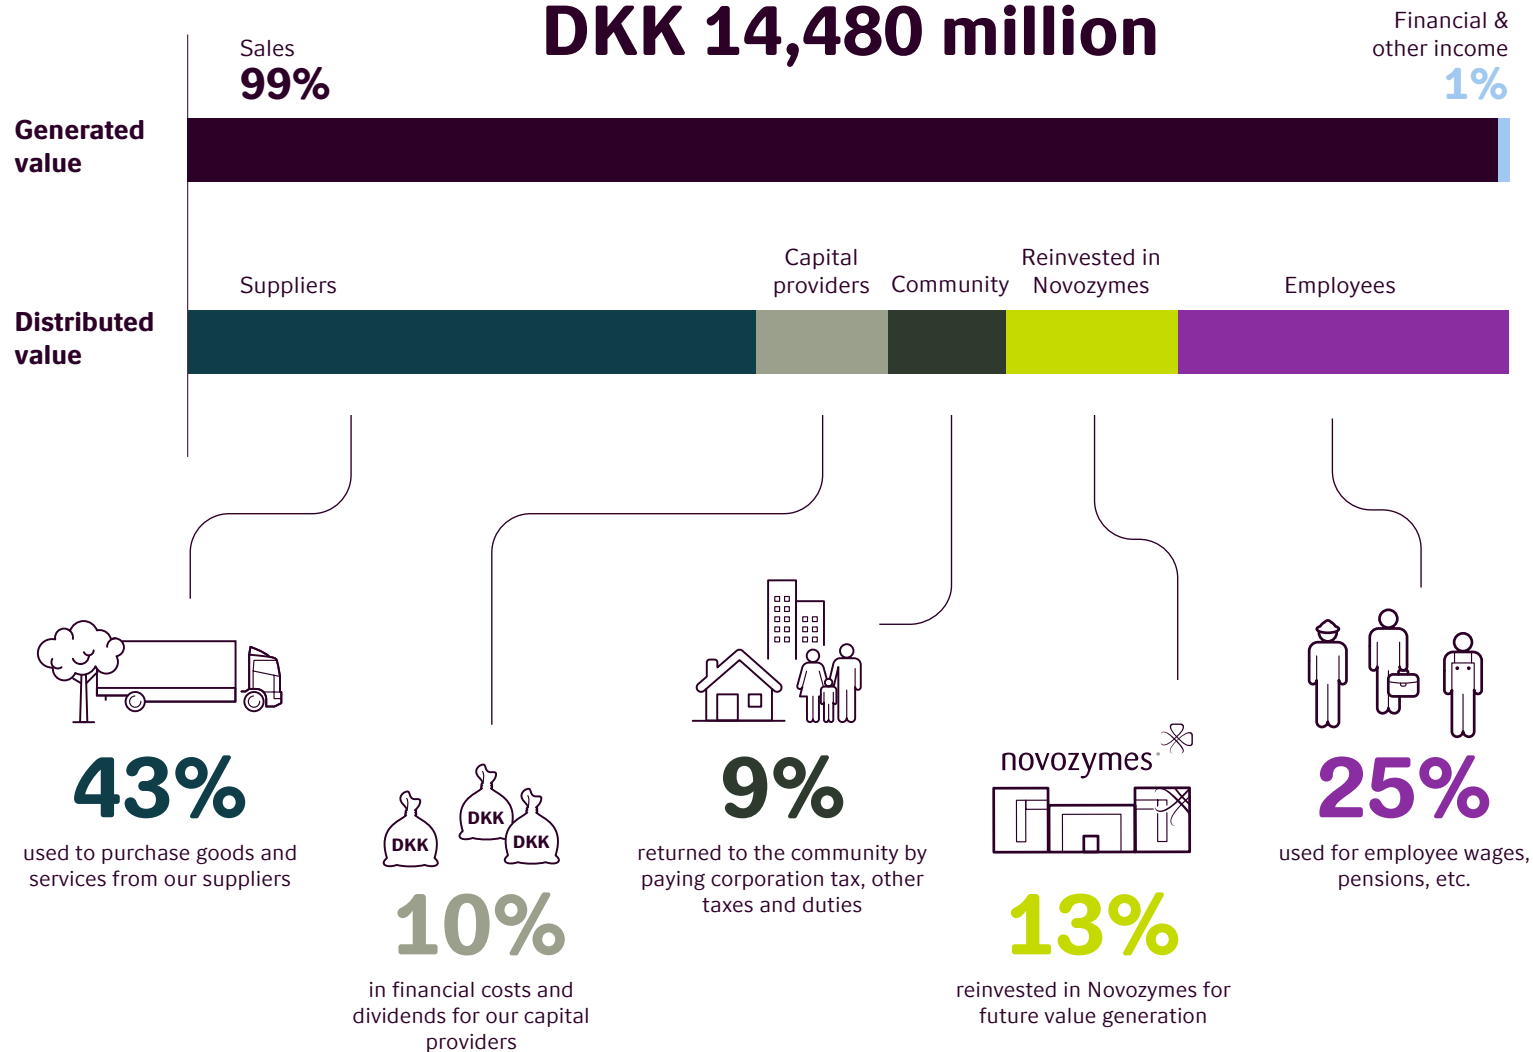 DKK 14,480 million
Sales
99%
Financial &
other income
1%
Generated
value
Distributed
value
Suppliers
Capital
providers
Community
Reinvested in
Novozymes
Employees
43%
used to purchase goods and
services from our suppliers
DKK
DKK
DKK
10%
in financial costs and
dividends for our capital
providers
9%
returned to the community by
paying corporation tax, other
taxes and duties
novozymes
13%
reinvested in Novozymes for
future value generation
25%
used for employee wages,
pensions, etc.